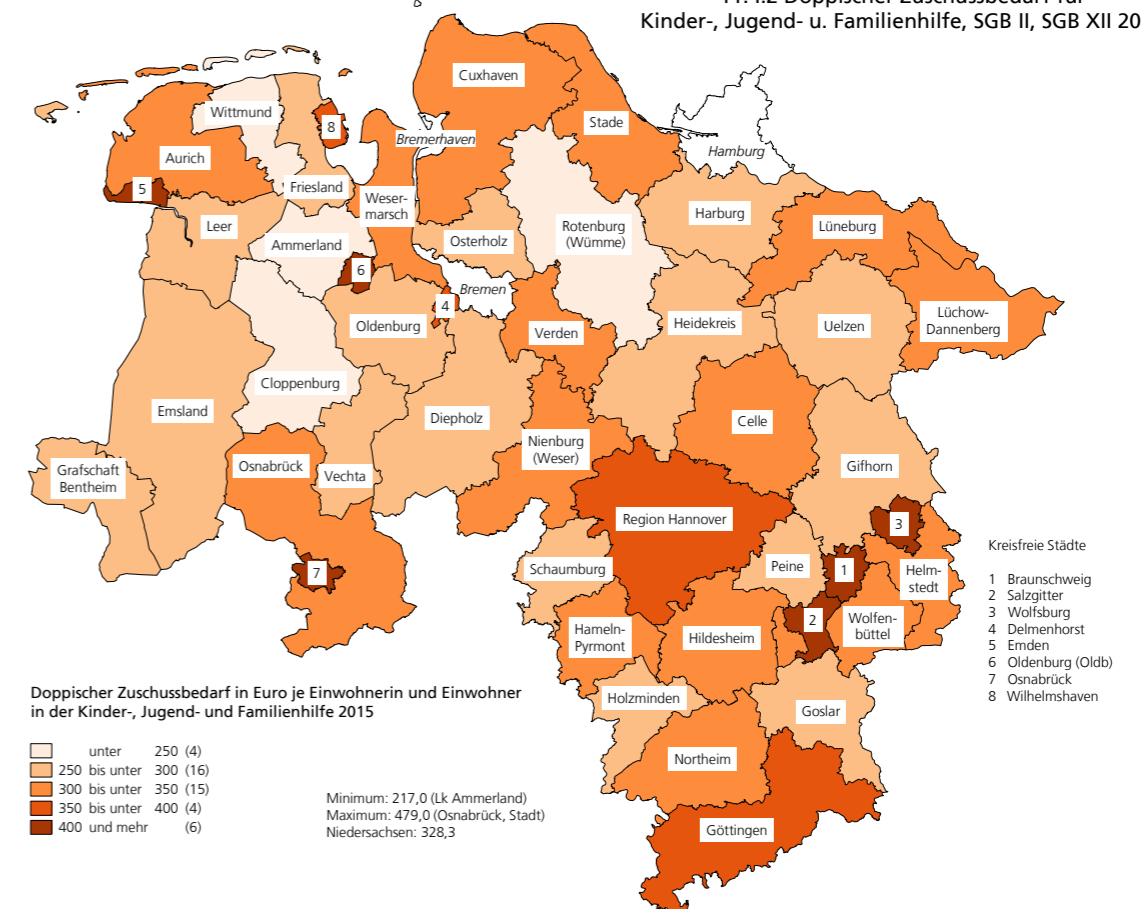 11.4.2 Doppischer Zuschussbedarf für
Kinder-, Jugend- u. Familienhilfe, SGB II, SGB XII 20
Cuxhaven
Wittmund
8
Stade
Bremerhaven
Hamburg
Aurich
5
Friesland
Weser-
marsch
Harburg
Leer
Rotenburg
(Wümme)
Lüneburg
Ammerland
Osterholz
6
Bremen
4
Lüchow-
Dannenberg
Oldenburg
Verden
Heidekreis
Uelzen
Cloppenburg
Emsland
Diepholz
Celle
Nienburg
(Weser)
Osnabrück
Gifhorn
Grafschaft
Bentheim
Vechta
Region Hannover
3
Schaumburg
Peine
1
Helm-
stedt
7
2
Wolfen-
büttel
Hameln-
Pyrmont
Hildesheim
Holzminden
Goslar
Northeim
Göttingen
Kreisfreie Städte
1 Braunschweig
2 Salzgitter
3 Wolfsburg
4 Delmenhorst
5 Emden
6 Oldenburg (Oldb)
7 Osnabrück
8 Wilhelmshaven
Doppischer Zuschussbedarf in Euro je Einwohnerin und Einwohner
in der Kinder-, Jugend- und Familienhilfe 2015
unter 250 (4)
250 bis unter 300 (16)
300 bis unter 350 (15)
350 bis unter 400 (4)
400 und mehr (6)
Minimum: 217,0 (Lk Ammerland)
Maximum: 479,0 (Osnabrück, Stadt)
Niedersachsen: 328,3